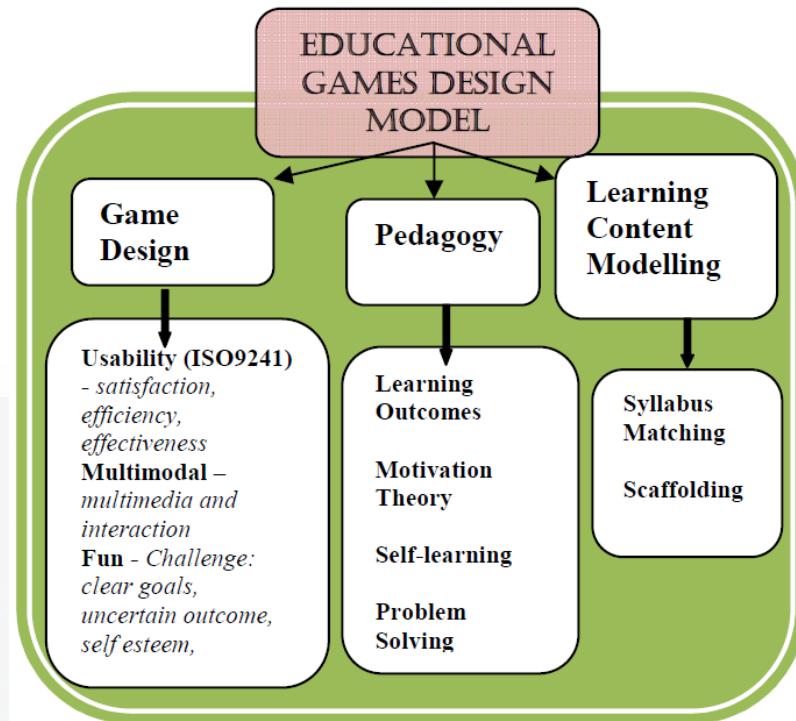 EDUCATIONAL
GAMES DESIGN
MODEL
Game
Design
Pedagogy
Learning
Content
Modelling
Usability (ISO9241)
- satisfaction,
efficiency,
effectiveness
Multimodal –
multimedia and
interaction
Fun - Challenge:
clear goals,
uncertain outcome,
self esteem,
Learning
Outcomes
Motivation
Theory
Self-learning
Problem
Solving
Syllabus
Matching
Scaffolding